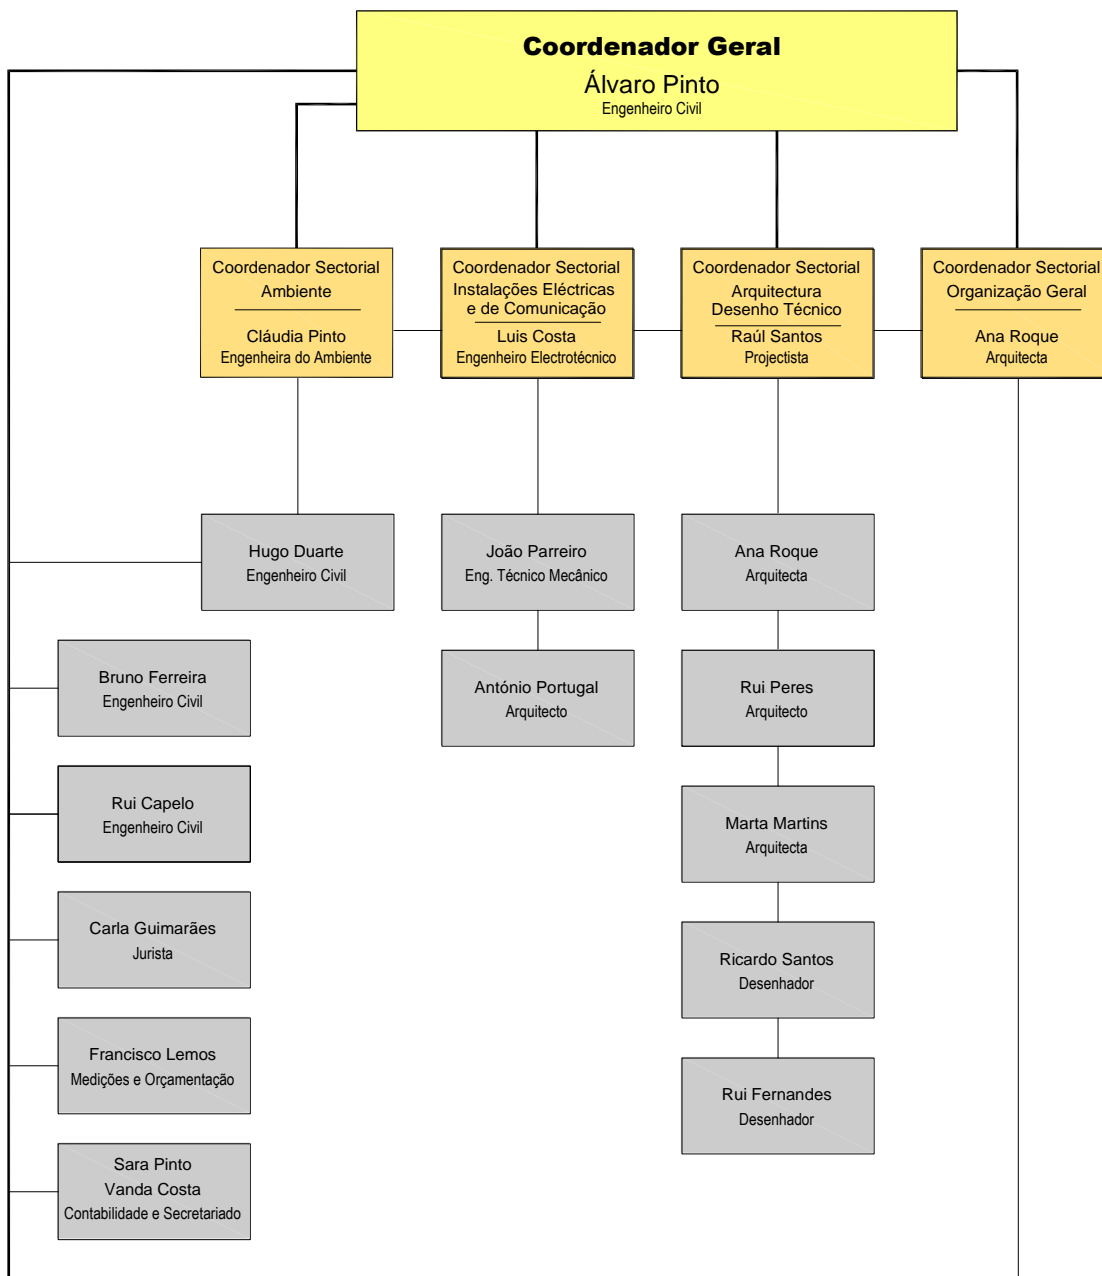 Coordenador Geral
Álvaro Pinto
Engenheiro Civil
Coordenador Sectorial
Ambiente
Cláudia Pinto
Engenheira do Ambiente
Coordenador Sectorial
Instalações Eléctricas
e de Comunicação
Luis Costa
Engenheiro Electrotécnico
Coordenador Sectorial
Arquitectura
Desenho Técnico
Raúl Santos
Projectista
Coordenador Sectorial
Organização Geral
Ana Roque
Arquitecta
Hugo Duarte
Engenheiro Civil
João Parreiro
Eng. Técnico Mecânico
Ana Roque
Arquitecta
Bruno Ferreira
Engenheiro Civil
António Portugal
Arquitecto
Rui Peres
Arquitecto
Rui Capelo
Engenheiro Civil
Marta Martins
Arquitecta
Carla Guimarães
Jurista
Ricardo Santos
Desenhador
Francisco Lemos
Medições e Orçamentação
Rui Fernandes
Desenhador
Sara Pinto
Vanda Costa
Contabilidade e Secretariado